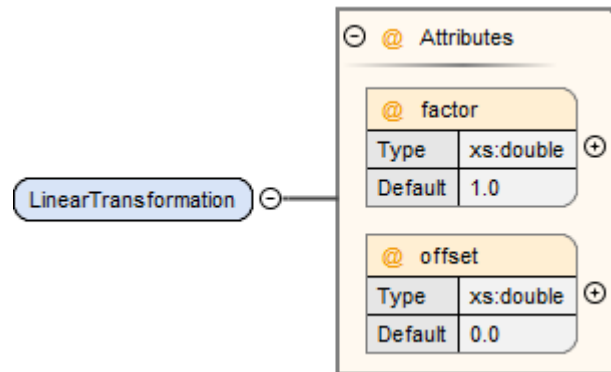 @ Attributes
@ factor
Type xs:double
Default 1.0
LinearTransformation
@ offset
Type xs:double
Default 0.0